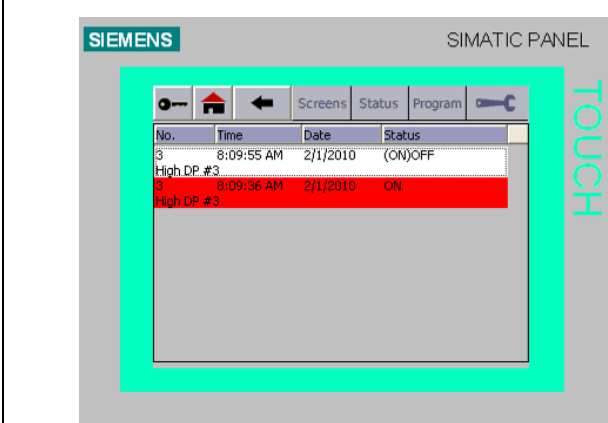 SIEMENS
SIMATIC PANEL
TOUCH
Screens Status Program
No. Time Date Status
3 8:09:55 AM 2/1/2010 (ON)OFF
High DP #3
3 8:09:36 AM 2/1/2010 ON
High DP #3